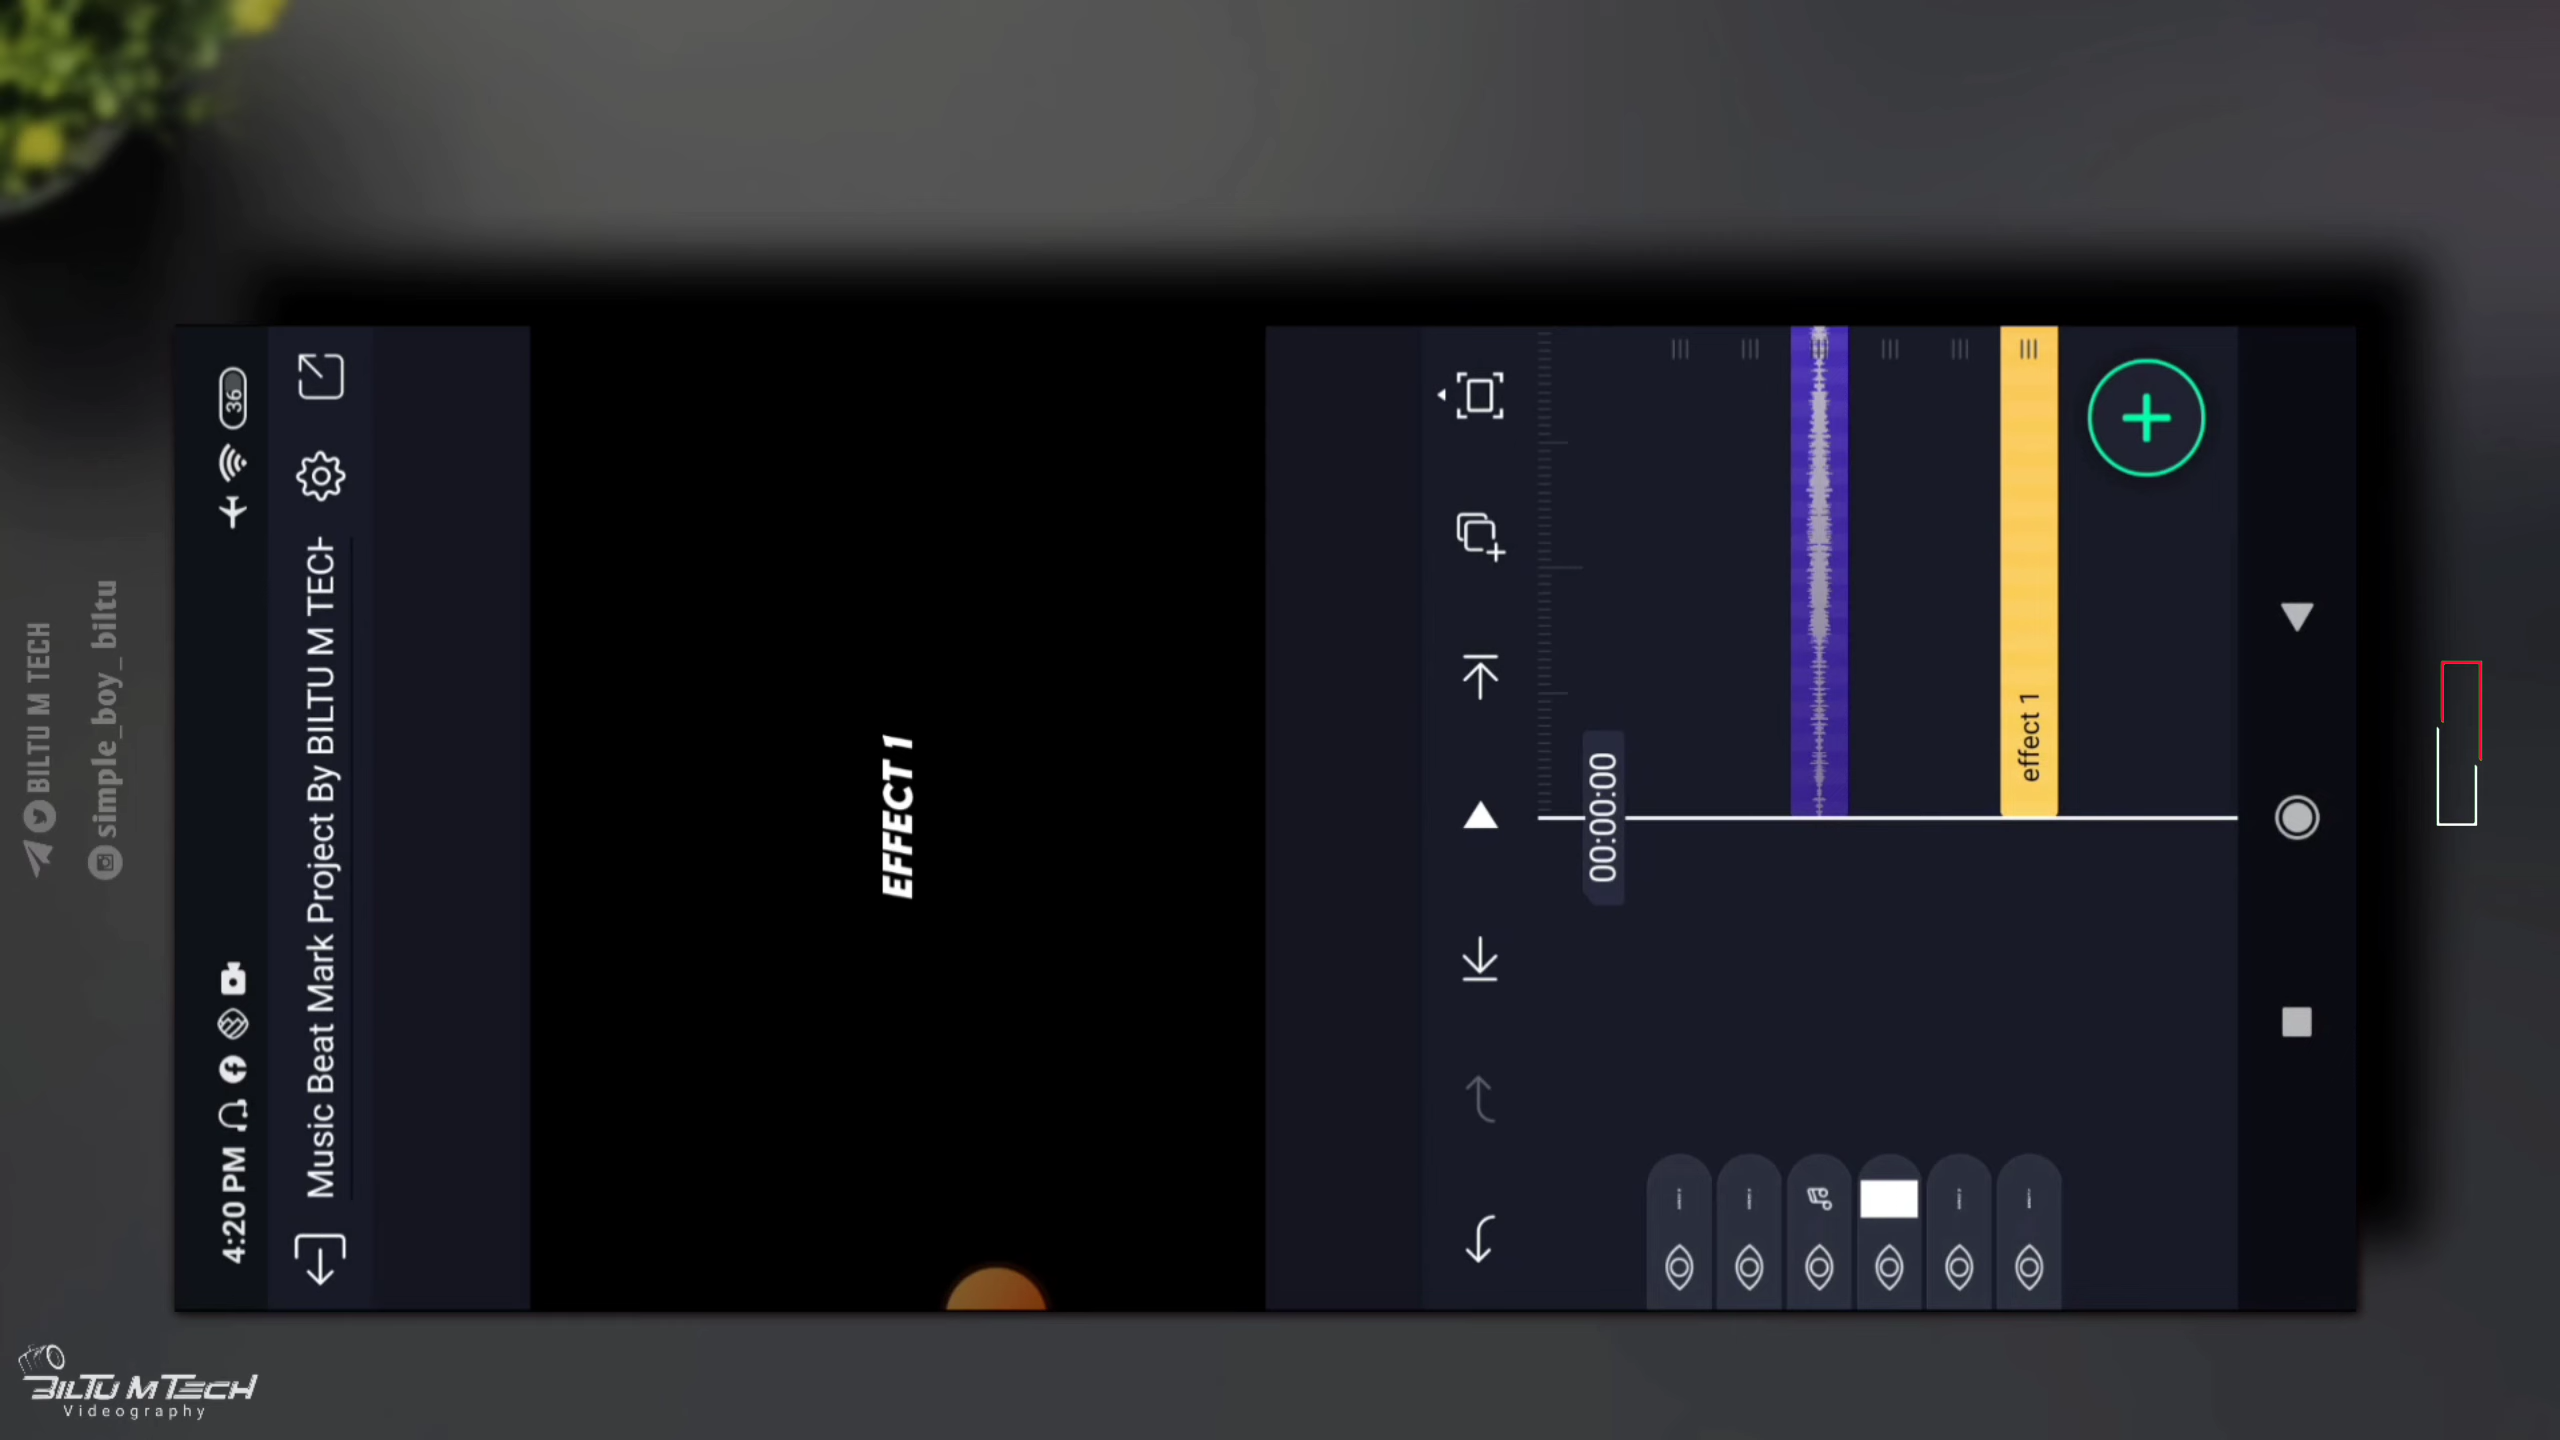 4:20 PM
36
Music Beat Mark Project By BILTU M TECH
EFFECT 1
00:00:00
effect 1
BILTU M TECH
simple_boy_biltu
BILTU M TECH
Videography